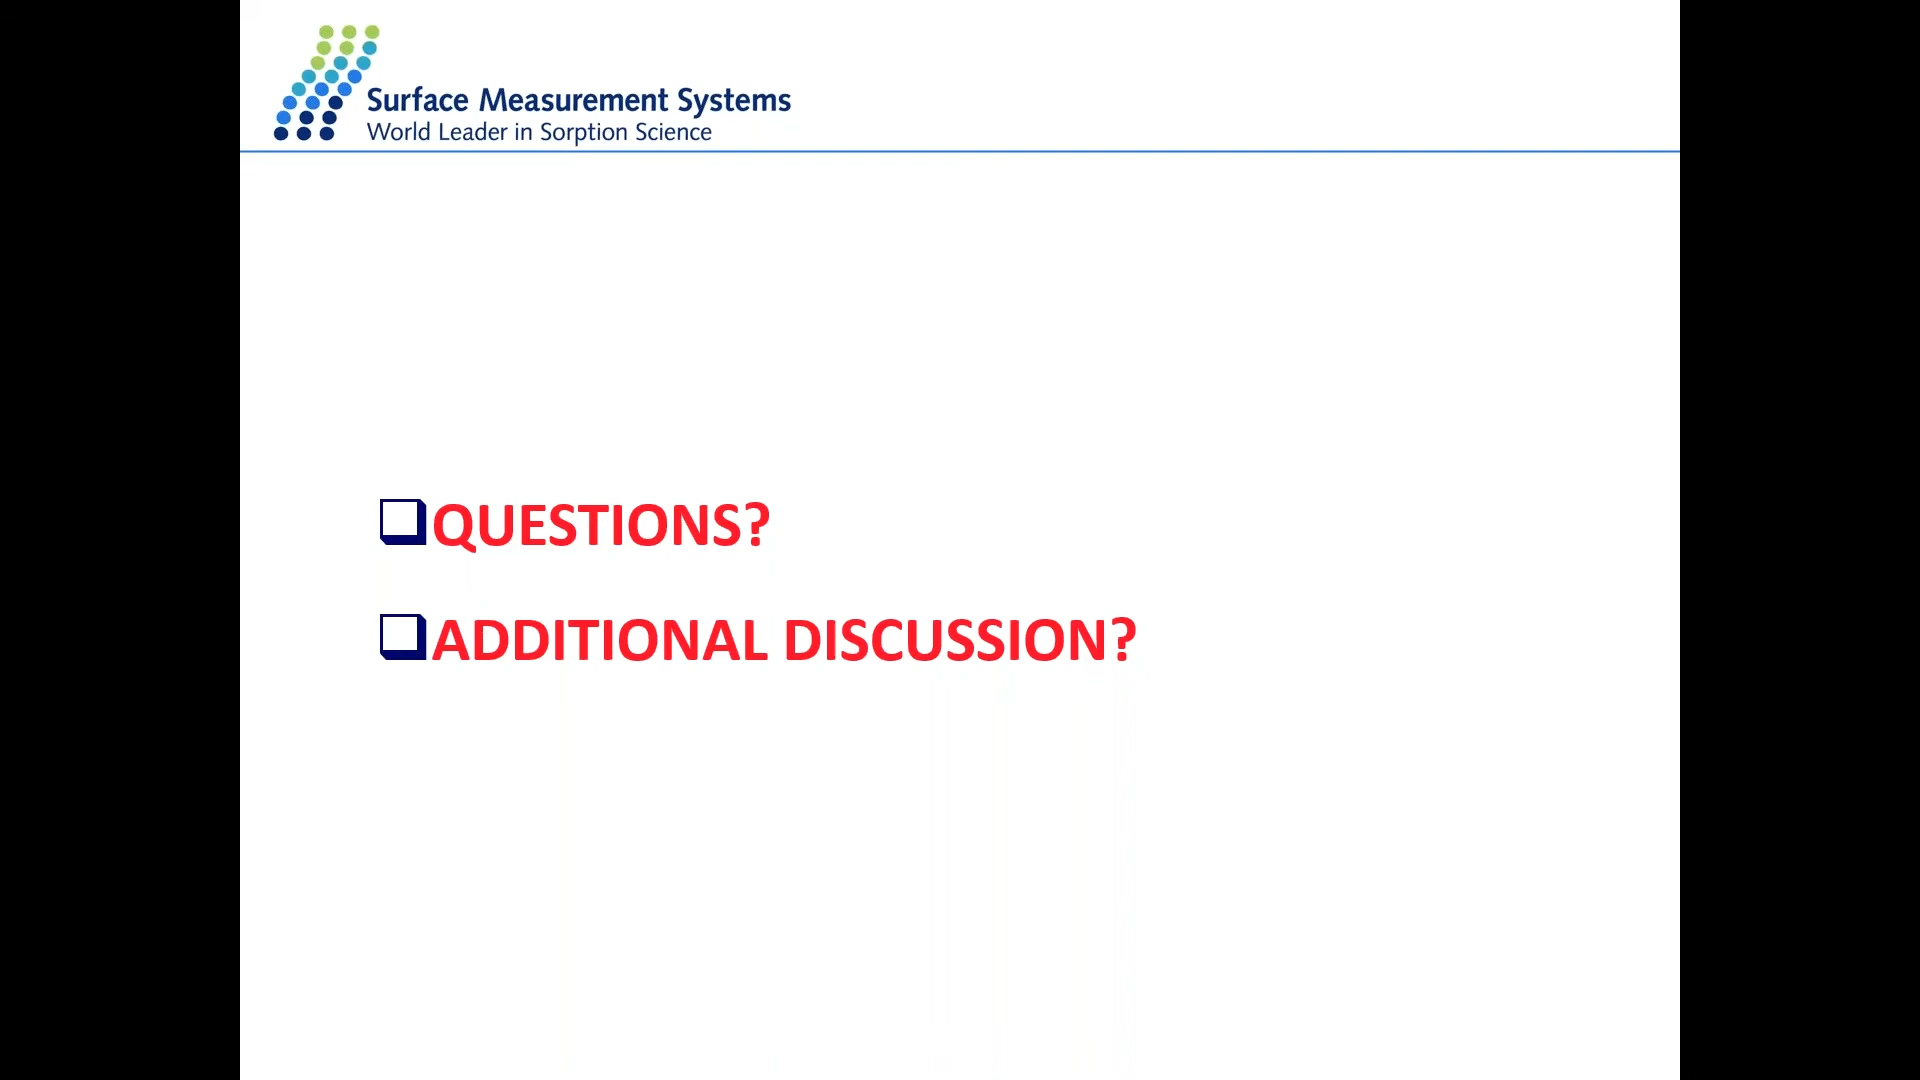 Surface Measurement Systems
World Leader in Sorption Science
QUESTIONS?
ADDITIONAL DISCUSSION?